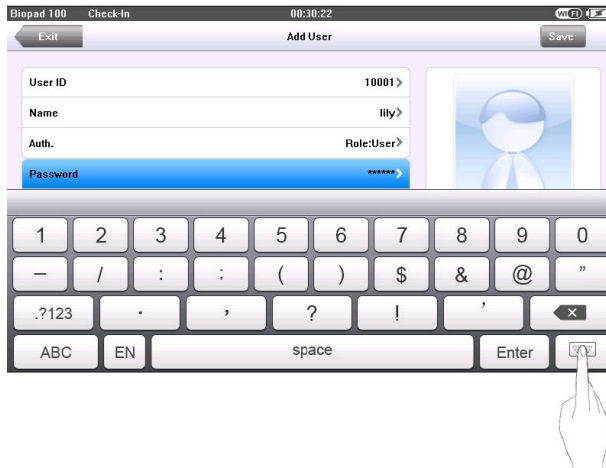 Biopad 100 Check-In 00:30:22 WIFI
Exit Add User Save
User ID 10001>
Name lily>
Auth. Role:User>
Password ******>
1 2 3 4 5 6 7 8 9 0
– / : ; ( ) $ & @ ”
.?123 . , ? ! ’
ABC EN space Enter